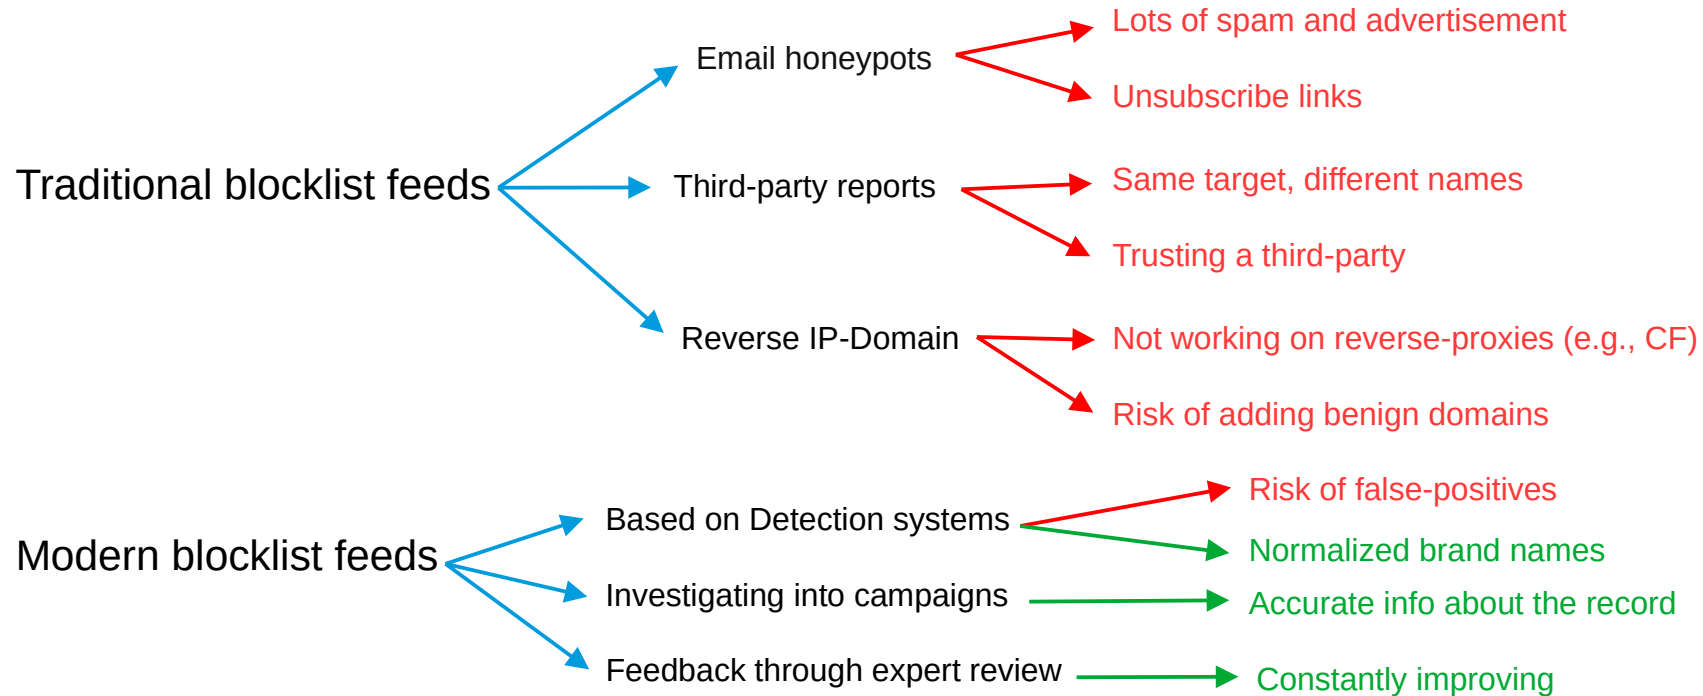 Lots of spam and advertisement
Email honeypots
Unsubscribe links
Traditional blocklist feeds
Third-party reports
Same target, different names
Trusting a third-party
Reverse IP-Domain
Not working on reverse-proxies (e.g., CF)
Risk of adding benign domains
Modern blocklist feeds
Based on Detection systems
Risk of false-positives
Normalized brand names
Investigating into campaigns
Accurate info about the record
Feedback through expert review
Constantly improving